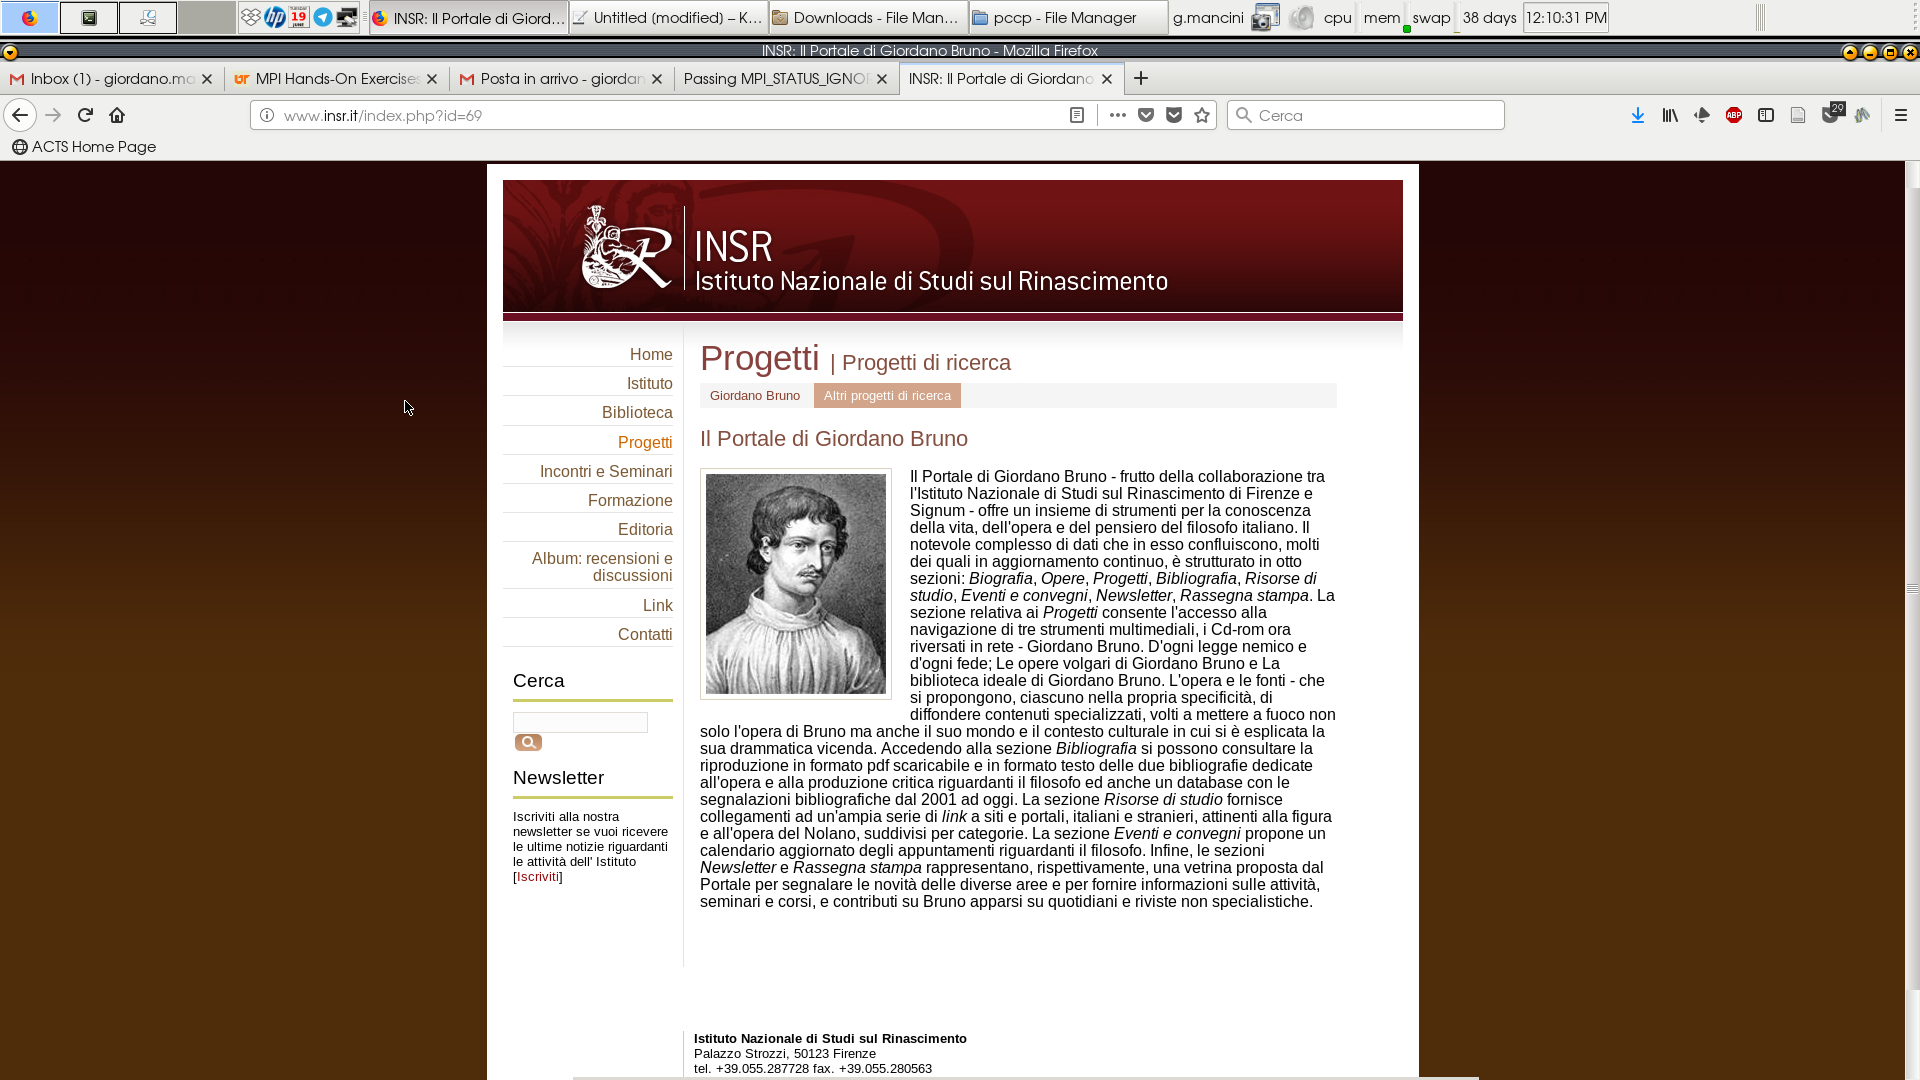 INSR: Il Portale di Giord...
Untitled (modified) – K...
Downloads - File Man...
pccp - File Manager
g.mancini
cpu
mem
swap
38 days
12:10:31 PM
19
INSR: Il Portale di Giordano Bruno - Mozilla Firefox
Inbox (1) - giordano.ma
MPI Hands-On Exercises
Posta in arrivo - giordan
Passing MPI_STATUS_IGNO
INSR: Il Portale di Giordano
www.insr.it/index.php?id=69
Cerca
ABP
29
ACTS Home Page
INSR
Istituto Nazionale di Studi sul Rinascimento
Home
Istituto
Biblioteca
Progetti
Incontri e Seminari
Formazione
Editoria
Album: recensioni e
discussioni
Link
Contatti
Cerca
Newsletter
Iscriviti alla nostra
newsletter se vuoi ricevere
le ultime notizie riguardanti
le attività dell' Istituto
[Iscriviti]
Progetti | Progetti di ricerca
Giordano Bruno
Altri progetti di ricerca
Il Portale di Giordano Bruno
Il Portale di Giordano Bruno - frutto della collaborazione tra
l'Istituto Nazionale di Studi sul Rinascimento di Firenze e
Signum - offre un insieme di strumenti per la conoscenza
della vita, dell'opera e del pensiero del filosofo italiano. Il
notevole complesso di dati che in esso confluiscono, molti
dei quali in aggiornamento continuo, è strutturato in otto
sezioni: Biografia, Opere, Progetti, Bibliografia, Risorse di
studio, Eventi e convegni, Newsletter, Rassegna stampa. La
sezione relativa ai Progetti consente l'accesso alla
navigazione di tre strumenti multimediali, i Cd-rom ora
riversati in rete - Giordano Bruno. D'ogni legge nemico e
d'ogni fede; Le opere volgari di Giordano Bruno e La
biblioteca ideale di Giordano Bruno. L'opera e le fonti - che
si propongono, ciascuno nella propria specificità, di
diffondere contenuti specializzati, volti a mettere a fuoco non
solo l'opera di Bruno ma anche il suo mondo e il contesto culturale in cui si è esplicata la
sua drammatica vicenda. Accedendo alla sezione Bibliografia si possono consultare la
riproduzione in formato pdf scaricabile e in formato testo delle due bibliografie dedicate
all'opera e alla produzione critica riguardanti il filosofo ed anche un database con le
segnalazioni bibliografiche dal 2001 ad oggi. La sezione Risorse di studio fornisce
collegamenti ad un'ampia serie di link a siti e portali, italiani e stranieri, attinenti alla figura
e all'opera del Nolano, suddivisi per categorie. La sezione Eventi e convegni propone un
calendario aggiornato degli appuntamenti riguardanti il filosofo. Infine, le sezioni
Newsletter e Rassegna stampa rappresentano, rispettivamente, una vetrina proposta dal
Portale per segnalare le novità delle diverse aree e per fornire informazioni sulle attività,
seminari e corsi, e contributi su Bruno apparsi su quotidiani e riviste non specialistiche.
Istituto Nazionale di Studi sul Rinascimento
Palazzo Strozzi, 50123 Firenze
tel. +39.055.287728 fax. +39.055.280563